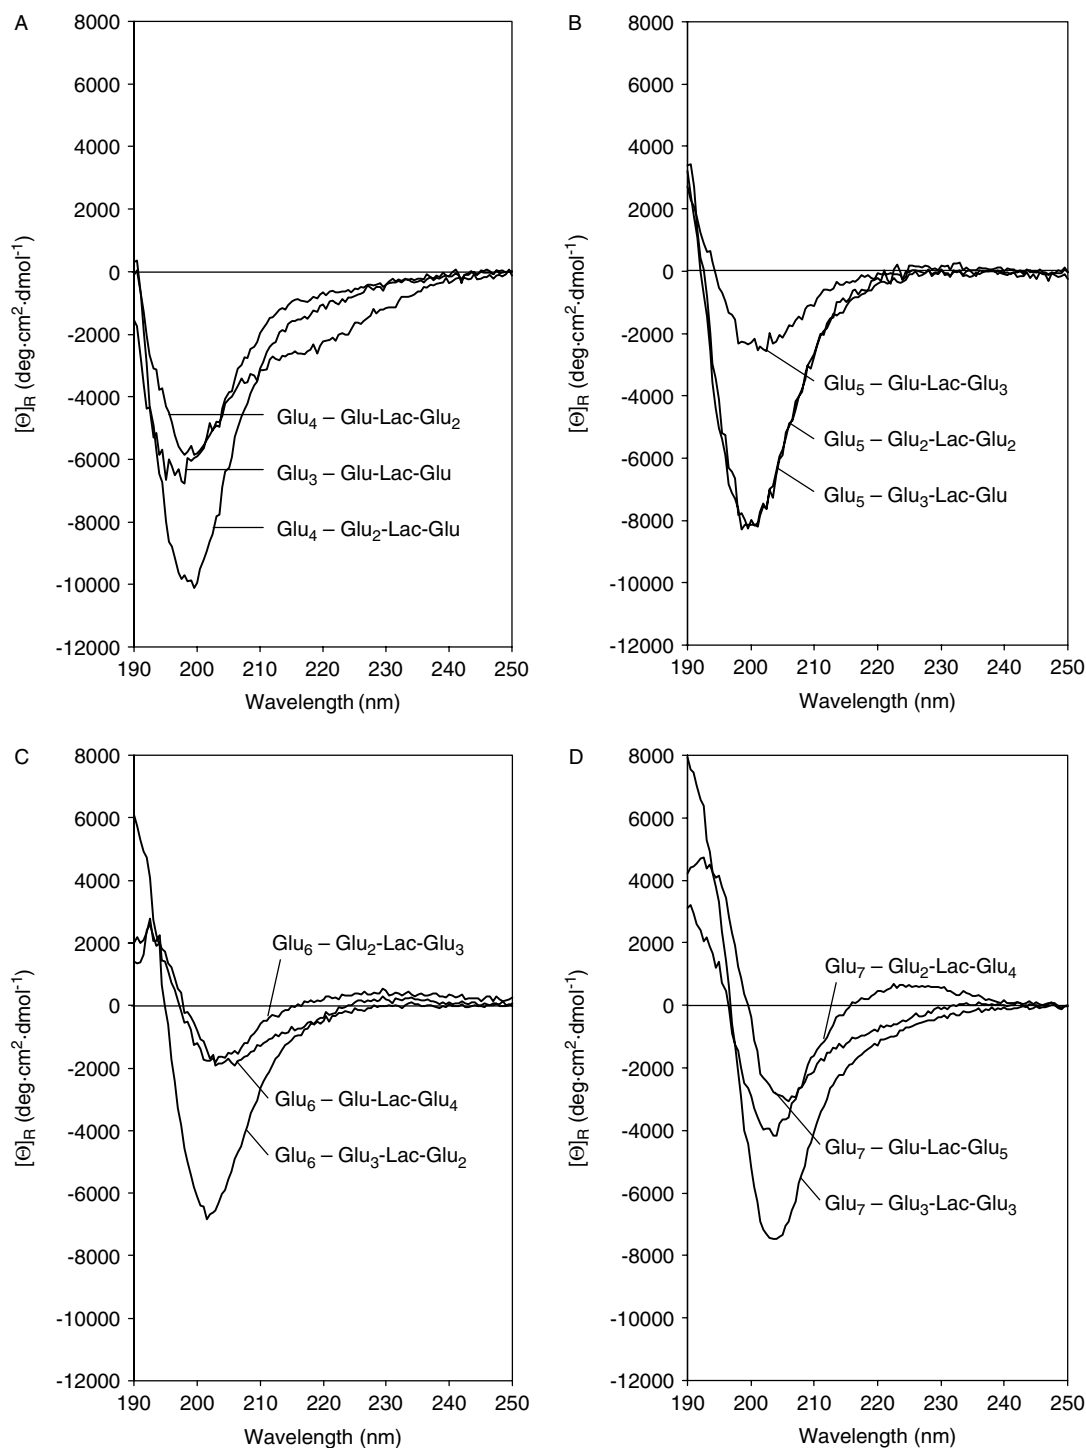 A
8000
6000
4000
2000
0
-2000
-4000
-6000
-8000
-10000
-12000
[Θ]R (deg·cm2·dmol-1)
Glu4 – Glu-Lac-Glu2
Glu3 – Glu-Lac-Glu
Glu4 – Glu2-Lac-Glu
190 200 210 220 230 240 250
Wavelength (nm)
B
8000
6000
4000
2000
0
-2000
-4000
-6000
-8000
-10000
-12000
[Θ]R (deg·cm2·dmol-1)
Glu5 – Glu-Lac-Glu3
Glu5 – Glu2-Lac-Glu2
Glu5 – Glu3-Lac-Glu
190 200 210 220 230 240 250
Wavelength (nm)
C
8000
6000
4000
2000
0
-2000
-4000
-6000
-8000
-10000
-12000
[Θ]R (deg·cm2·dmol-1)
Glu6 – Glu2-Lac-Glu3
Glu6 – Glu-Lac-Glu4
Glu6 – Glu3-Lac-Glu2
190 200 210 220 230 240 250
Wavelength (nm)
D
8000
6000
4000
2000
0
-2000
-4000
-6000
-8000
-10000
-12000
[Θ]R (deg·cm2·dmol-1)
Glu7 – Glu2-Lac-Glu4
Glu7 – Glu-Lac-Glu5
Glu7 – Glu3-Lac-Glu3
190 200 210 220 230 240 250
Wavelength (nm)